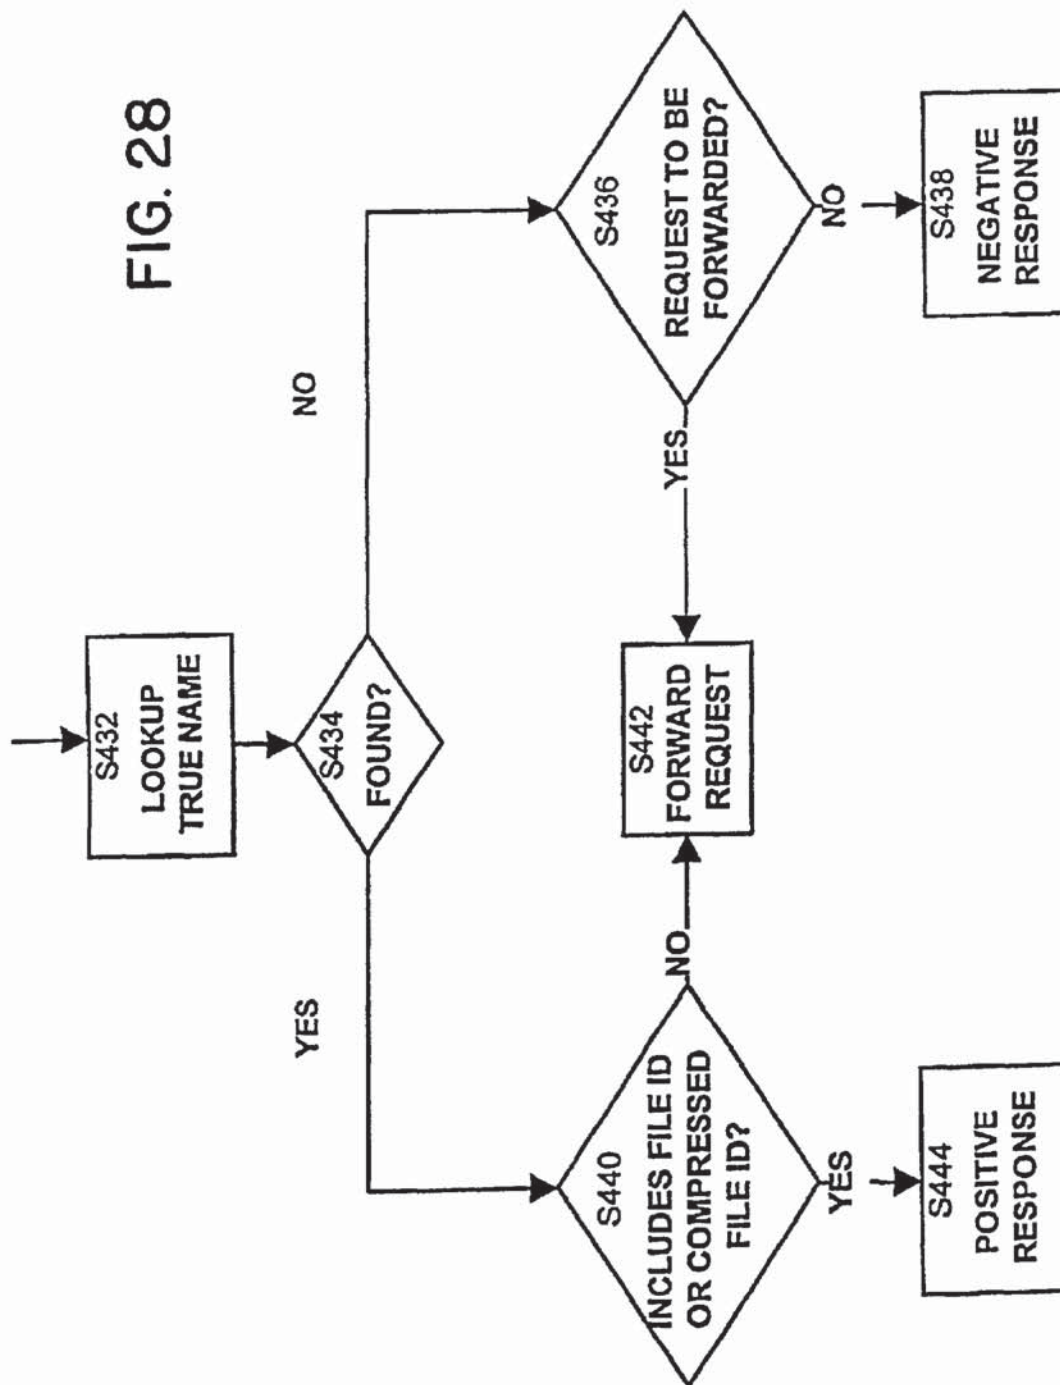 FIG. 28
S432
LOOKUP
TRUE NAME
S434
FOUND?
YES
NO
S440
INCLUDES FILE ID
OR COMPRESSED
FILE ID?
NO
YES
S442
FORWARD
REQUEST
YES
S436
REQUEST TO BE
FORWARDED?
NO
S444
POSITIVE
RESPONSE
S438
NEGATIVE
RESPONSE